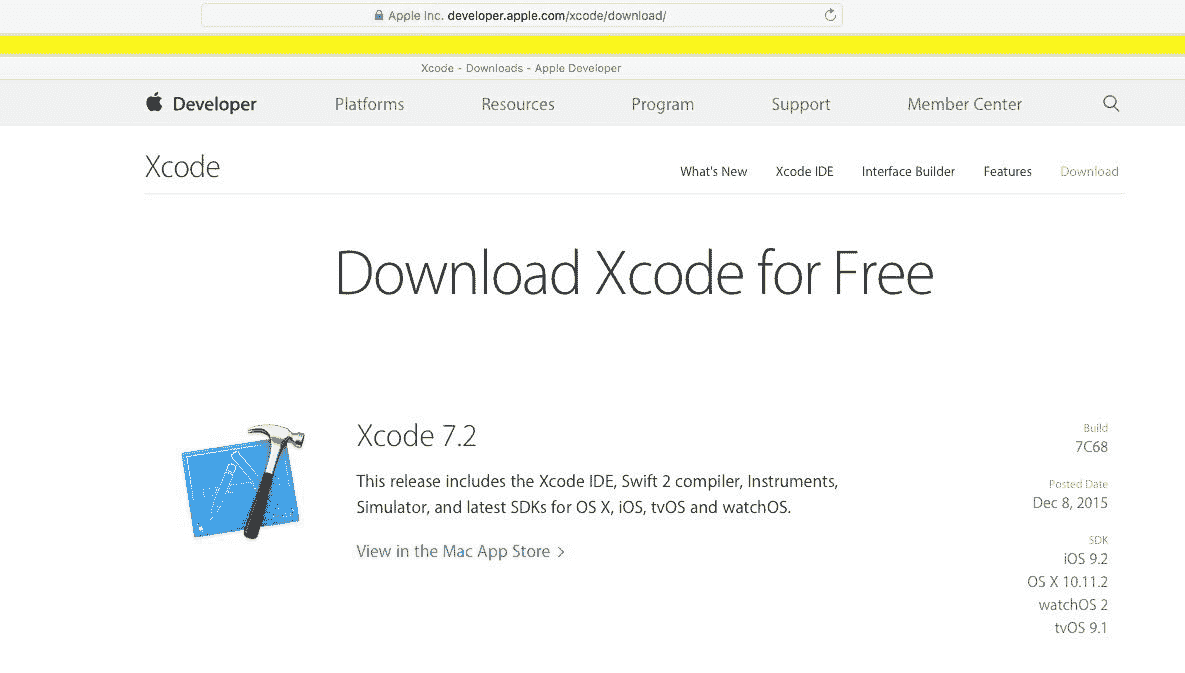 Apple Inc. developer.apple.com/xcode/download/
Xcode - Downloads - Apple Developer
Developer Platforms Resources Program Support Member Center
Xcode
What's New Xcode IDE Interface Builder Features Download
Download Xcode for Free
Xcode 7.2
This release includes the Xcode IDE, Swift 2 compiler, Instruments,
Simulator, and latest SDKs for OS X, iOS, tvOS and watchOS.
View in the Mac App Store >
Build
7C68
Posted Date
Dec 8, 2015
SDK
iOS 9.2
OS X 10.11.2
watchOS 2
tvOS 9.1